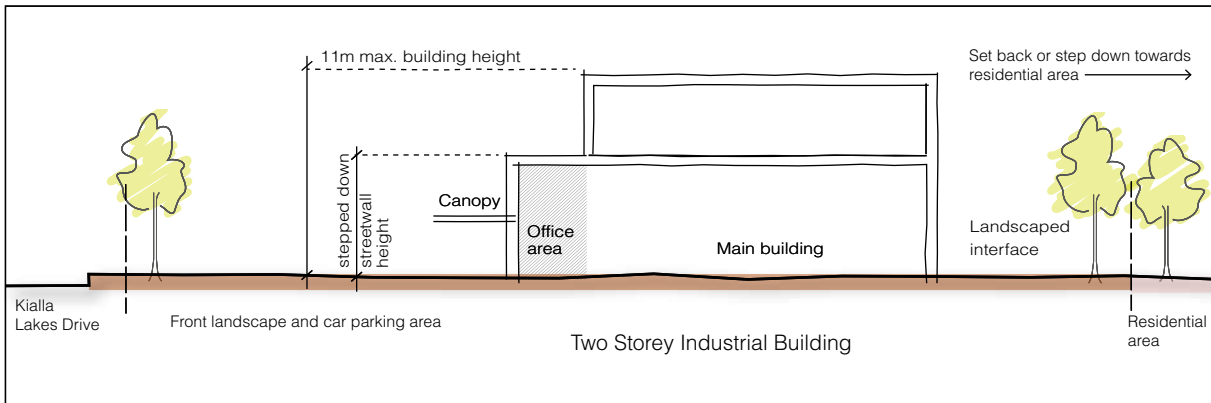 11m max. building height
Set back or step down towards
residential area
stepped down
streetwall
height
Canopy
Office
area
Main building
Landscaped
interface
Kialla
Lakes Drive
Front landscape and car parking area
Residential
area
Two Storey Industrial Building